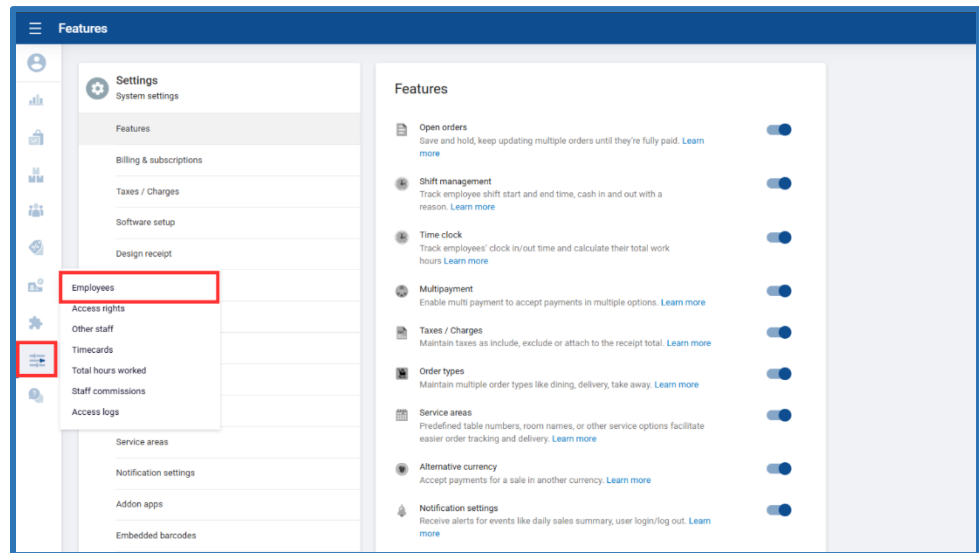 Features
Settings
System settings
Features
Billing & subscriptions
Taxes / Charges
Software setup
Design receipt
Employees
Access rights
Other staff
Timecards
Total hours worked
Staff commissions
Access logs
Service areas
Notification settings
Addon apps
Embedded barcodes
Features
Open orders
Save and hold, keep updating multiple orders until they're fully paid. Learn
more
Shift management
Track employee shift start and end time, cash in and out with a
reason. Learn more
Time clock
Track employees' clock in/out time and calculate their total work
hours Learn more
Multipayment
Enable multi payment to accept payments in multiple options. Learn more
Taxes / Charges
Maintain taxes as include, exclude or attach to the receipt total. Learn more
Order types
Maintain multiple order types like dining, delivery, take away. Learn more
Service areas
Predefined table numbers, room names, or other service options facilitate
easier order tracking and delivery. Learn more
Alternative currency
Accept payments for a sale in another currency. Learn more
Notification settings
Receive alerts for events like daily sales summary, user login/log out. Learn
more